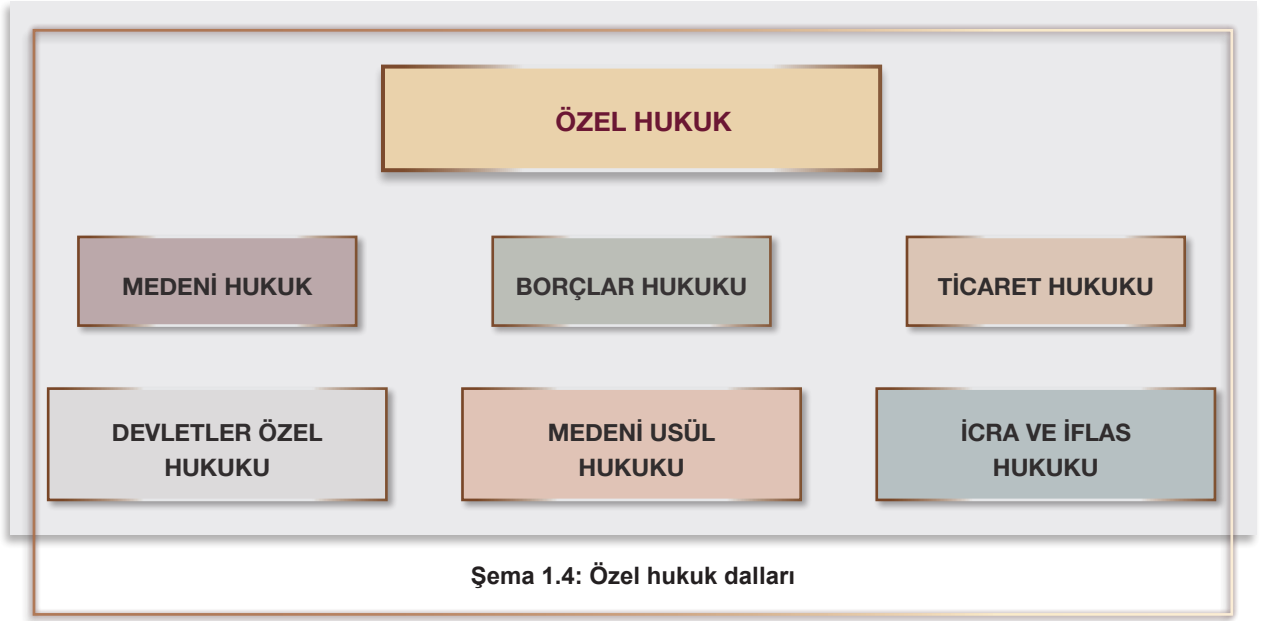 ÖZEL HUKUK
MEDENİ HUKUK
BORÇLAR HUKUKU
TİCARET HUKUKU
DEVLETLER ÖZEL
HUKUKU
MEDENİ USÜL
HUKUKU
İCRA VE İFLAS
HUKUKU
Şema 1.4: Özel hukuk dalları